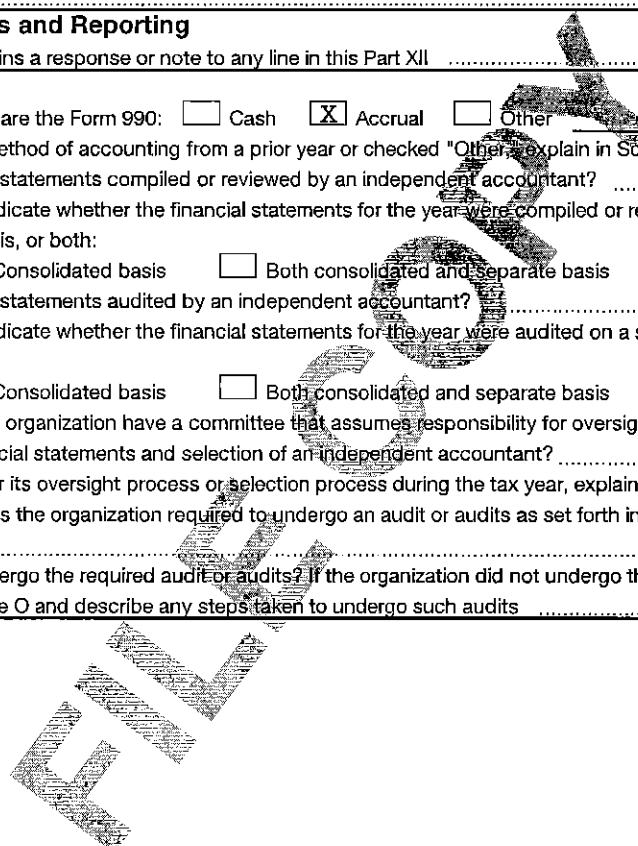 s and Reporting
ins a response or note to any line in this Part XII
are the Form 990: Cash X Accrual Other
ethod of accounting from a prior year or checked "Other," explain in Sc
statements compiled or reviewed by an independent accountant?
dicate whether the financial statements for the year were compiled or re
is, or both:
Consolidated basis Both consolidated and separate basis
statements audited by an independent accountant?
dicate whether the financial statements for the year were audited on a s
Consolidated basis Both consolidated and separate basis
organization have a committee that assumes responsibility for oversig
cial statements and selection of an independent accountant?
r its oversight process or selection process during the tax year, explain
s the organization required to undergo an audit or audits as set forth in
ergo the required audit or audits? If the organization did not undergo th
e O and describe any steps taken to undergo such audits
FILE COPY